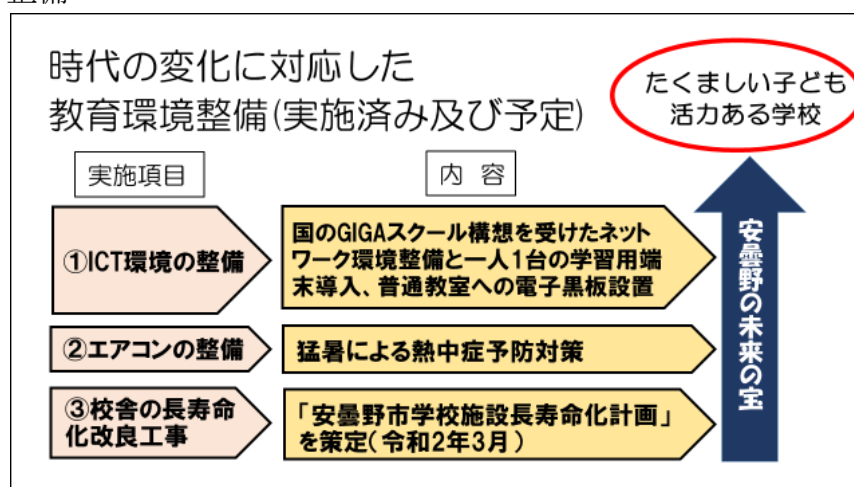 整備
時代の変化に対応した
教育環境整備(実施済み及び予定)
たくましい子ども
活力ある学校
実施項目
内 容
①ICT環境の整備
国のGIGAスクール構想を受けたネット
ワーク環境整備と一人1台の学習用端
末導入、普通教室への電子黒板設置
②エアコンの整備
猛暑による熱中症予防対策
③校舎の長寿命
化改良工事
「安曇野市学校施設長寿命化計画」
を策定(令和2年3月)
安曇野の未来の宝